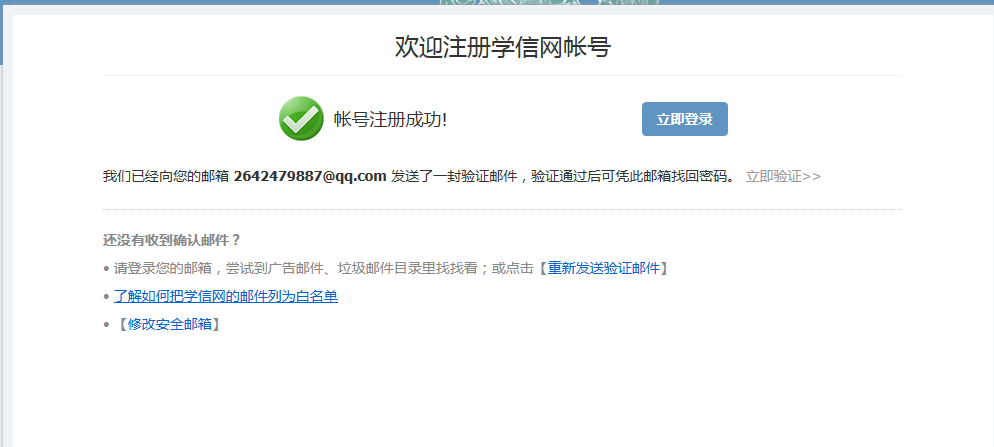 欢迎注册学信网帐号
帐号注册成功!
立即登录
我们已经向您的邮箱 2642479887@qq.com 发送了一封验证邮件，验证通过后可凭此邮箱找回密码。 立即验证>>
还没有收到确认邮件？
• 请登录您的邮箱，尝试到广告邮件、垃圾邮件目录里找找看；或点击【重新发送验证邮件】
• 了解如何把学信网的邮件列为白名单
• 【修改安全邮箱】